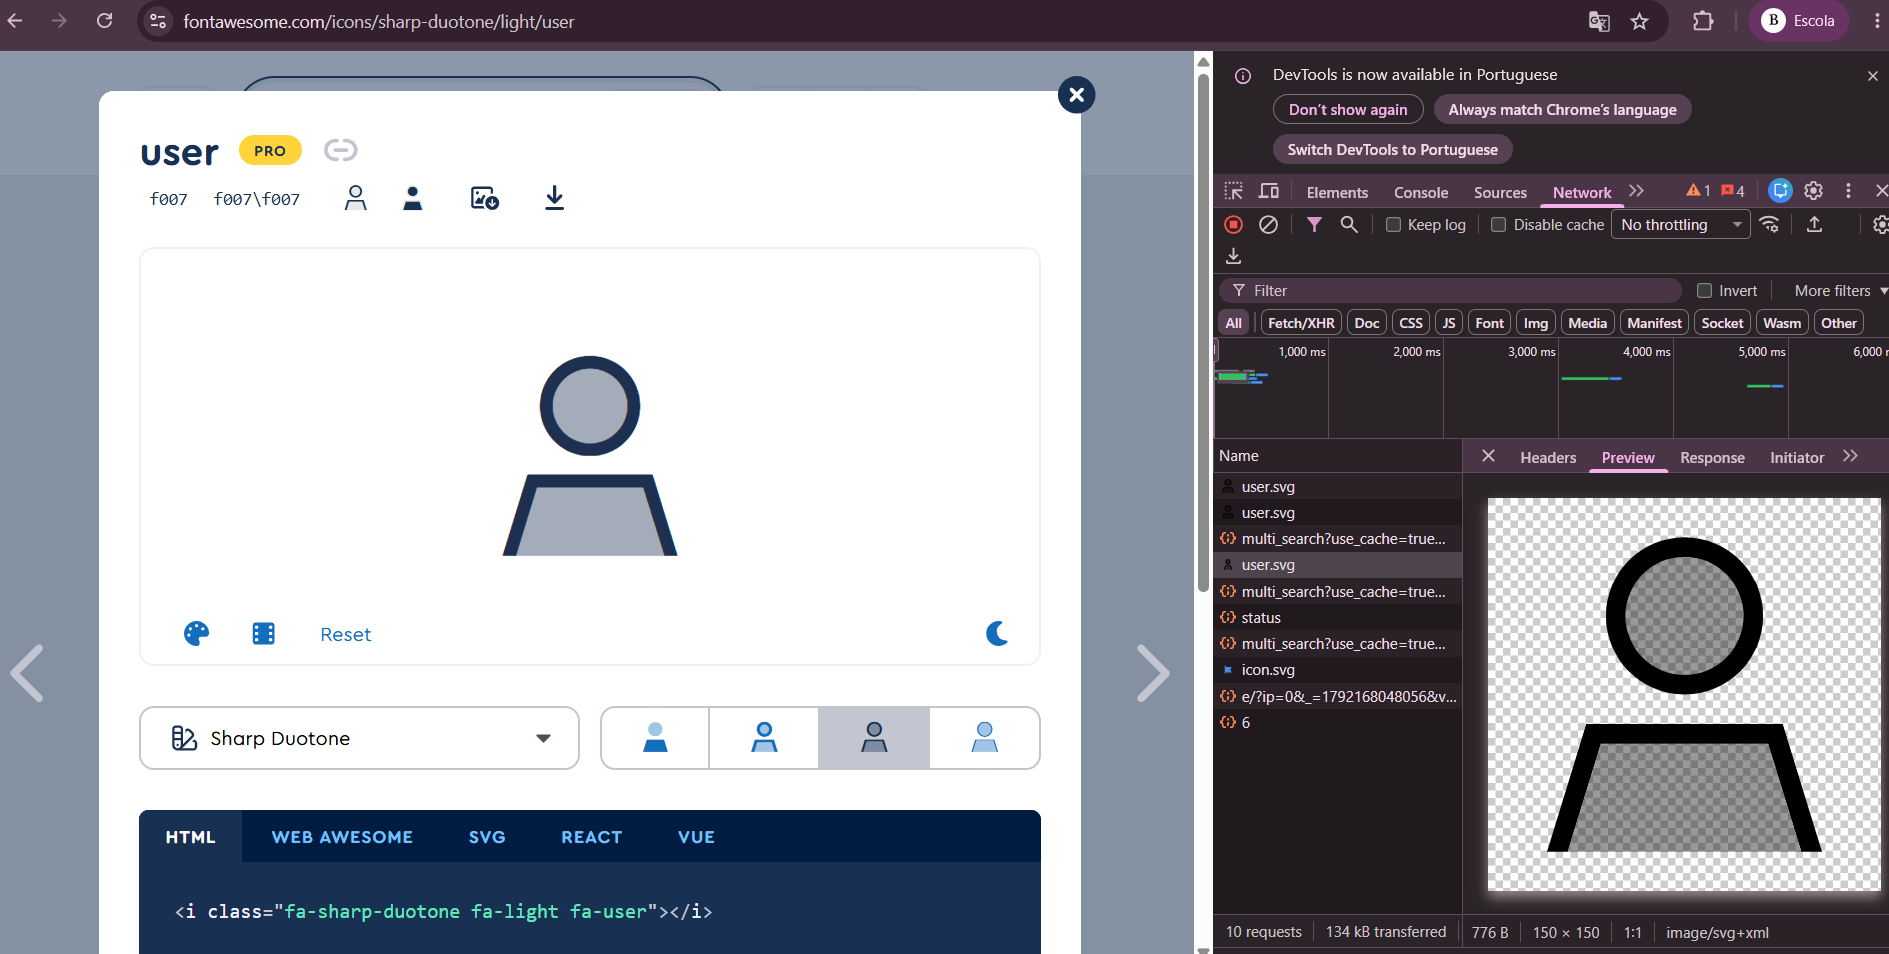 fontawesome.com/icons/sharp-duotone/light/user
B Escola
user PRO
f007 f007\f007
Reset
Sharp Duotone
HTML WEB AWESOME SVG REACT VUE
<i class="fa-sharp-duotone fa-light fa-user"></i>
DevTools is now available in Portuguese
Don't show again Always match Chrome's language
Switch DevTools to Portuguese
Elements Console Sources Network 1 4
Keep log Disable cache No throttling
Filter Invert More filters
All Fetch/XHR Doc CSS JS Font Img Media Manifest Socket Wasm Other
1,000 ms 2,000 ms 3,000 ms 4,000 ms 5,000 ms 6,000 r
Name
Headers Preview Response Initiator
user.svg
user.svg
multi_search?use_cache=true...
user.svg
multi_search?use_cache=true...
status
multi_search?use_cache=true...
icon.svg
e/?ip=0&_=1792168048056&v...
6
10 requests 134 kB transferred 776 B 150 × 150 1:1 image/svg+xml